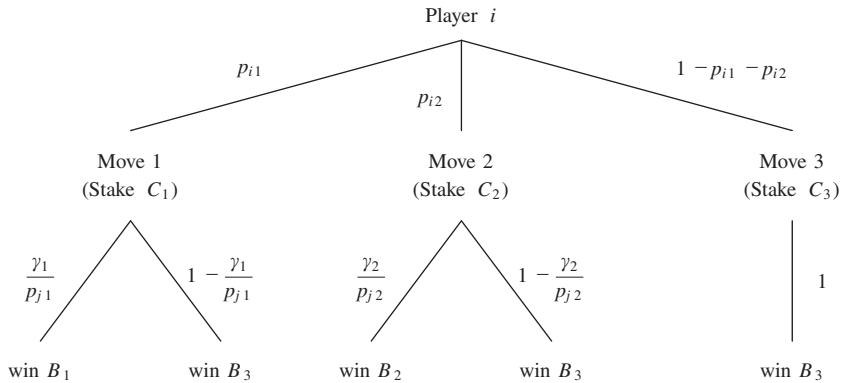 Player i
p_{i1}
p_{i2}
1 − p_{i1} − p_{i2}
Move 1
(Stake C_1)
Move 2
(Stake C_2)
Move 3
(Stake C_3)
γ_1/p_{j1}
1 − γ_1/p_{j1}
γ_2/p_{j2}
1 − γ_2/p_{j2}
1
win B_1
win B_3
win B_2
win B_3
win B_3